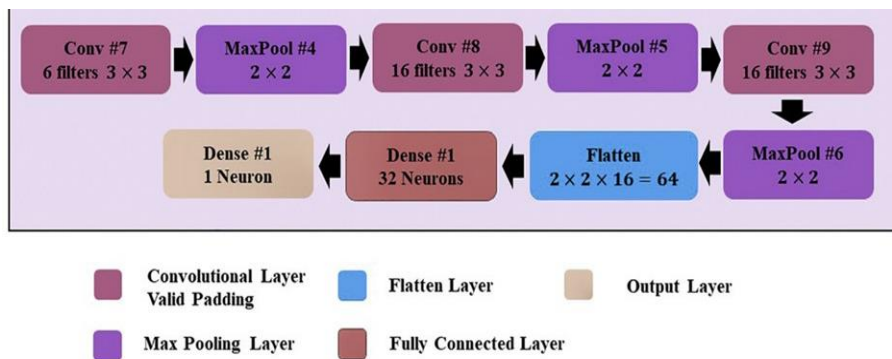 Conv #7
6 filters 3 × 3
MaxPool #4
2 × 2
Conv #8
16 filters 3 × 3
MaxPool #5
2 × 2
Conv #9
16 filters 3 × 3
Dense #1
1 Neuron
Dense #1
32 Neurons
Flatten
2 × 2 × 16 = 64
MaxPool #6
2 × 2
Convolutional Layer
Valid Padding
Flatten Layer
Output Layer
Max Pooling Layer
Fully Connected Layer